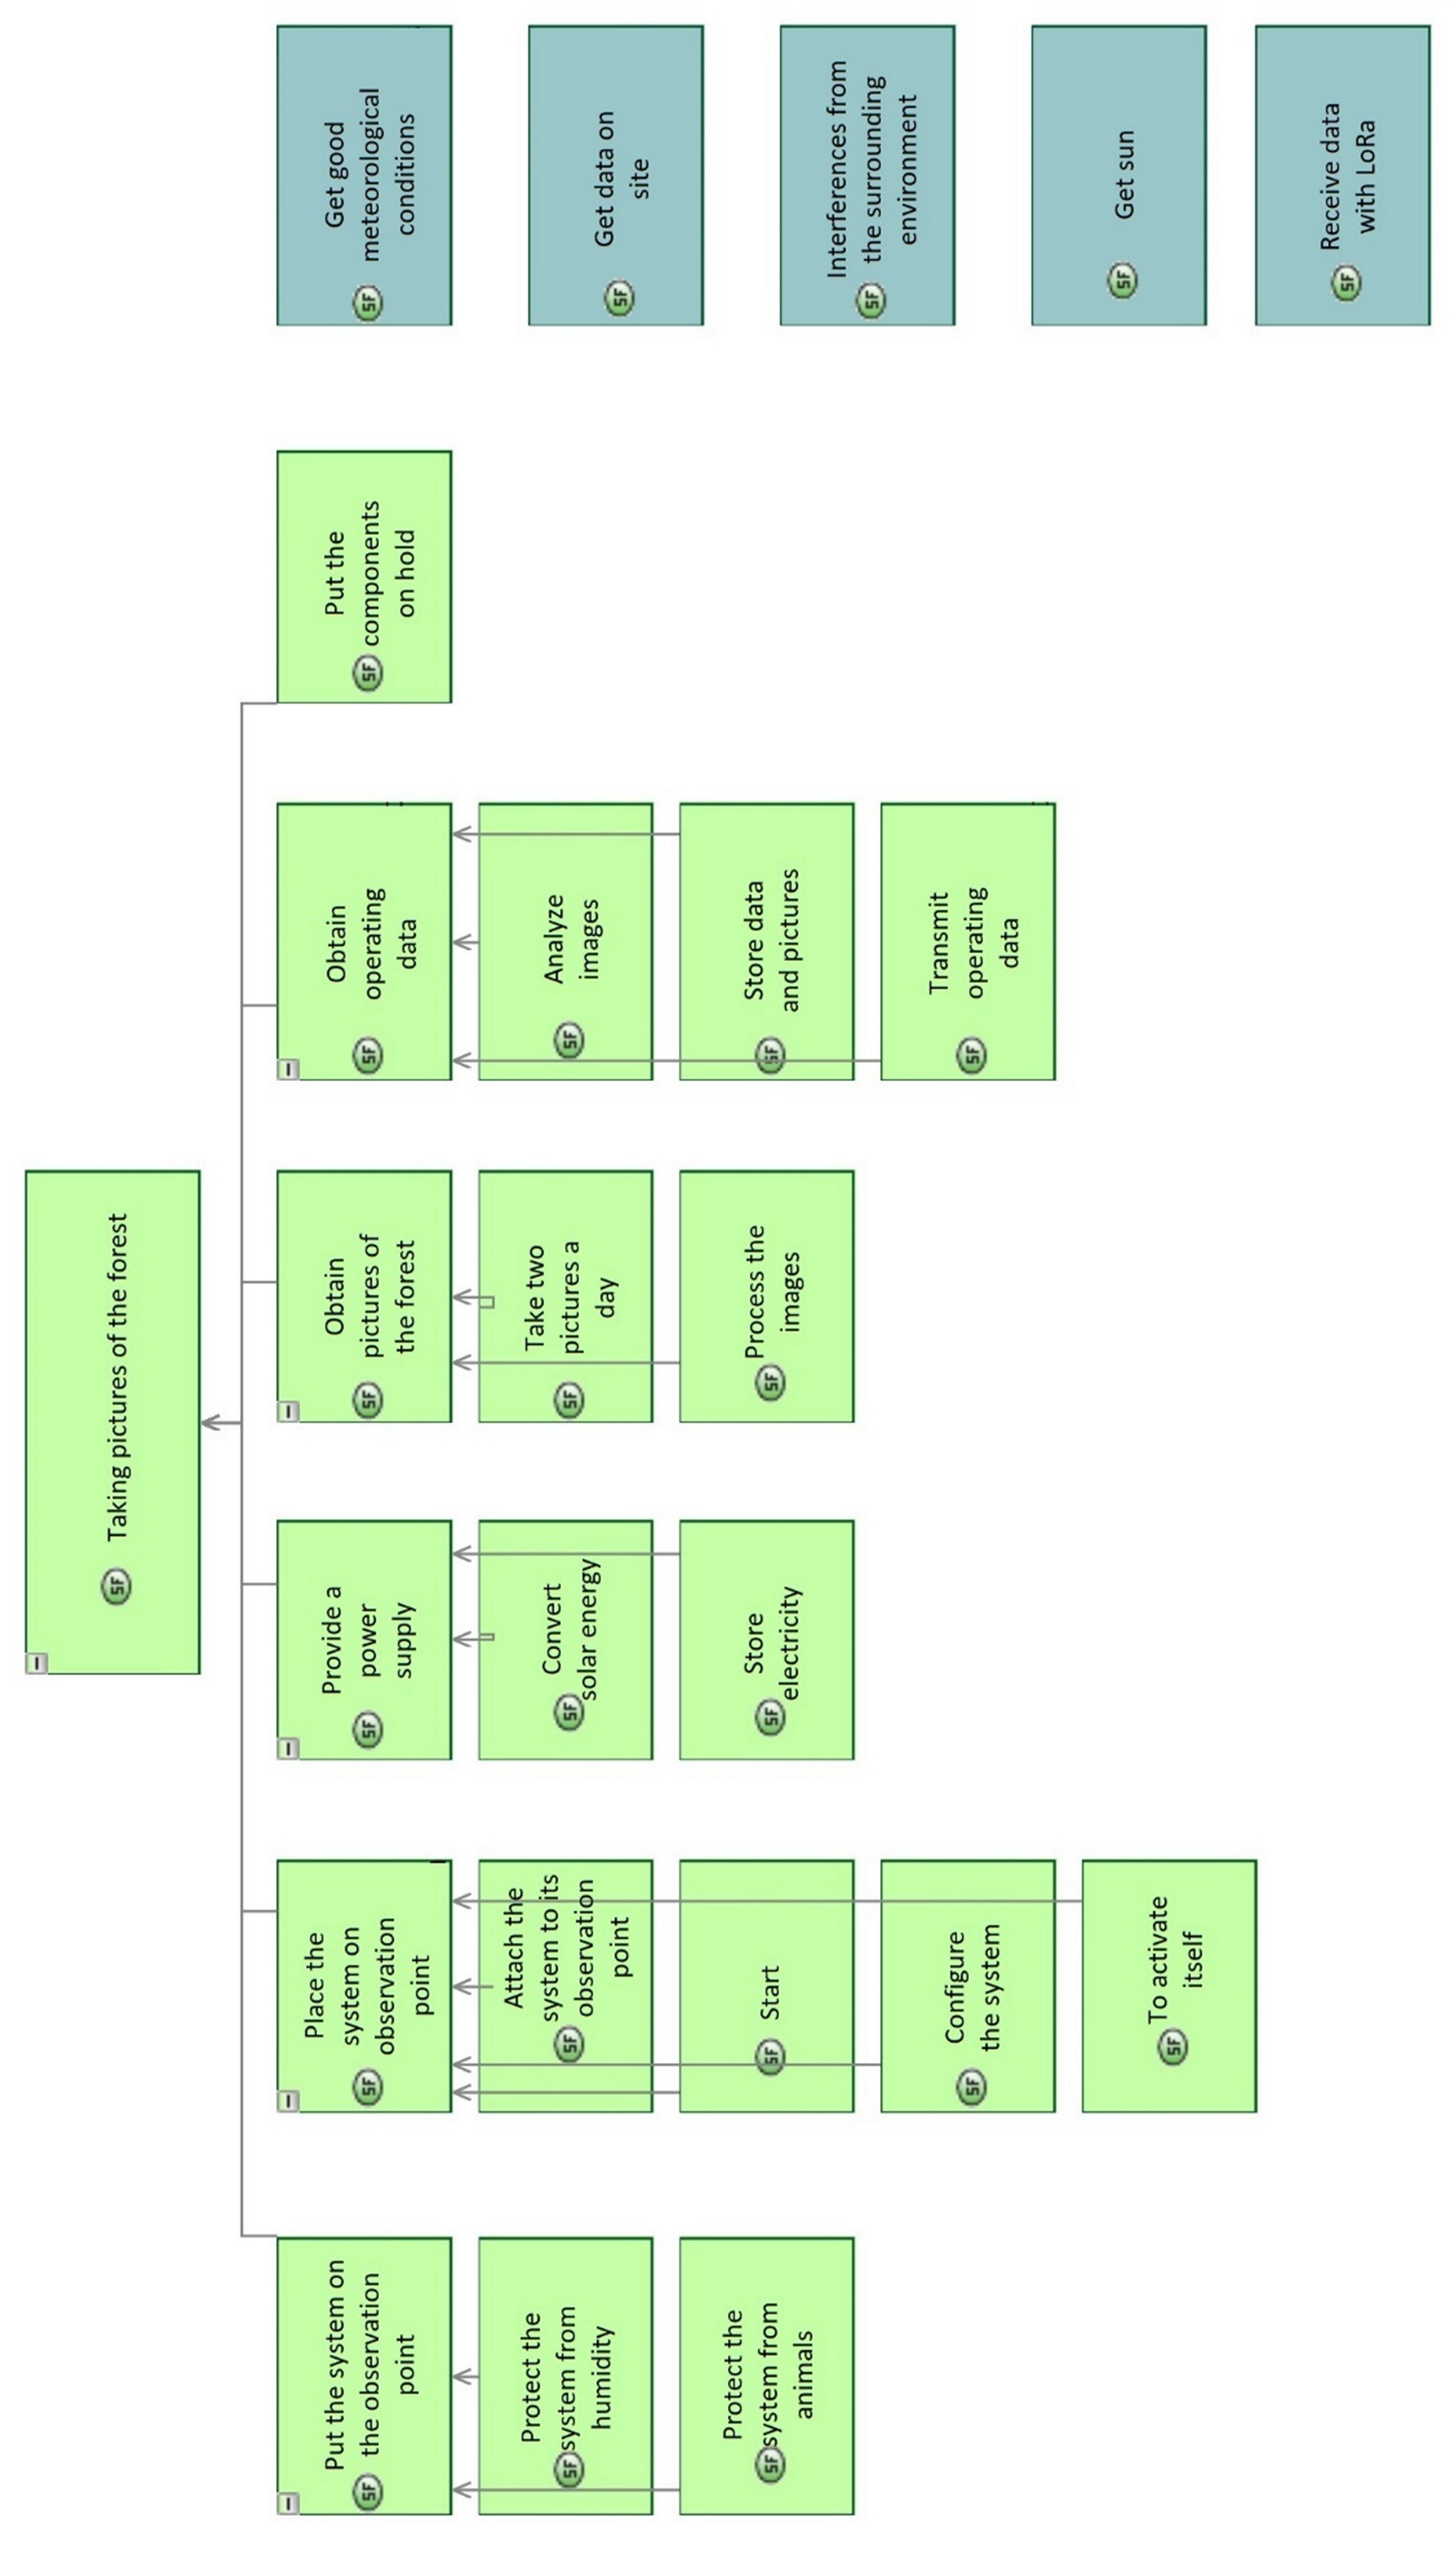 SF Taking pictures of the forest
Put the system on
SF the observation
point
Protect the
SF system from
humidity
Protect the
SF system from
animals
SF
Place the
system on
observation
point
SF
Attach the
system to its
observation
point
SF Start
SF
Configure
the system
SF
To activate
itself
Provide a
SF power
supply
SF
Convert
solar energy
SF
Store
electricity
Obtain
SF pictures of
the forest
Take two
SF pictures a
day
SF
Process the
images
Obtain
SF operating
data
SF
Analyze
images
SF
Store data
and pictures
Transmit
SF operating
data
Put the
SF components
on hold
Get good
SF meteorological
conditions
SF
Get data on
site
Interferences from
SF the surrounding
environment
SF Get sun
SF
Receive data
with LoRa